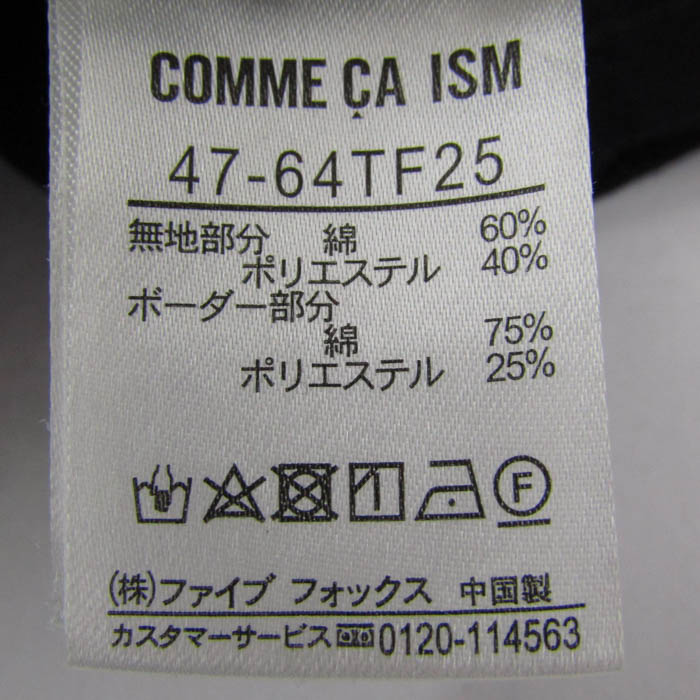 COMME ÇA ISM
47-64TF25
無地部分 綿 60%
ポリエステル 40%
ボーダー部分
綿 75%
ポリエステル 25%
F
(株)ファイブ フォックス 中国製
カスタマーサービス 0120-114563